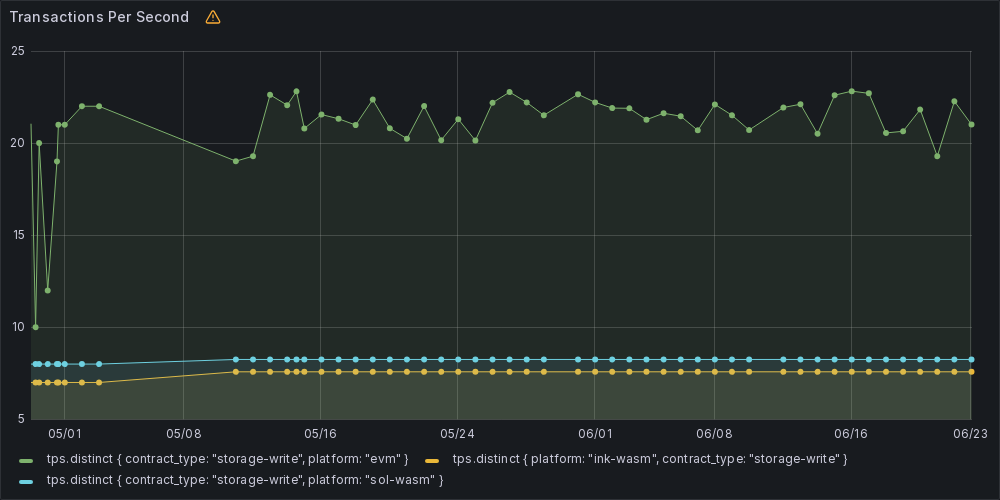 Transactions Per Second
25
20
15
10
5
05/01 05/08 05/16 05/24 06/01 06/08 06/16 06/23
tps.distinct { contract_type: "storage-write", platform: "evm" } tps.distinct { platform: "ink-wasm", contract_type: "storage-write" }
tps.distinct { contract_type: "storage-write", platform: "sol-wasm" }